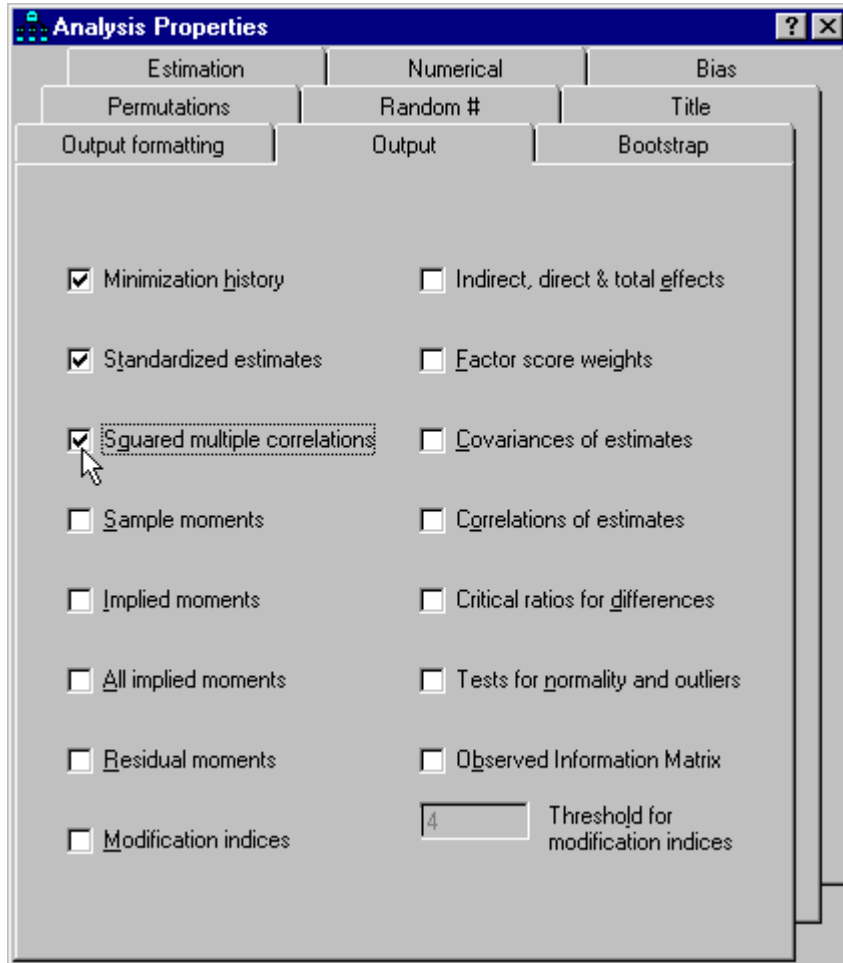 Analysis Properties
Estimation
Numerical
Bias
Permutations
Random #
Title
Output formatting
Output
Bootstrap
Minimization history
Indirect, direct & total effects
Standardized estimates
Factor score weights
Squared multiple correlations
Covariances of estimates
Sample moments
Correlations of estimates
Implied moments
Critical ratios for differences
All implied moments
Tests for normality and outliers
Residual moments
Observed Information Matrix
Modification indices
4
Threshold for
modification indices